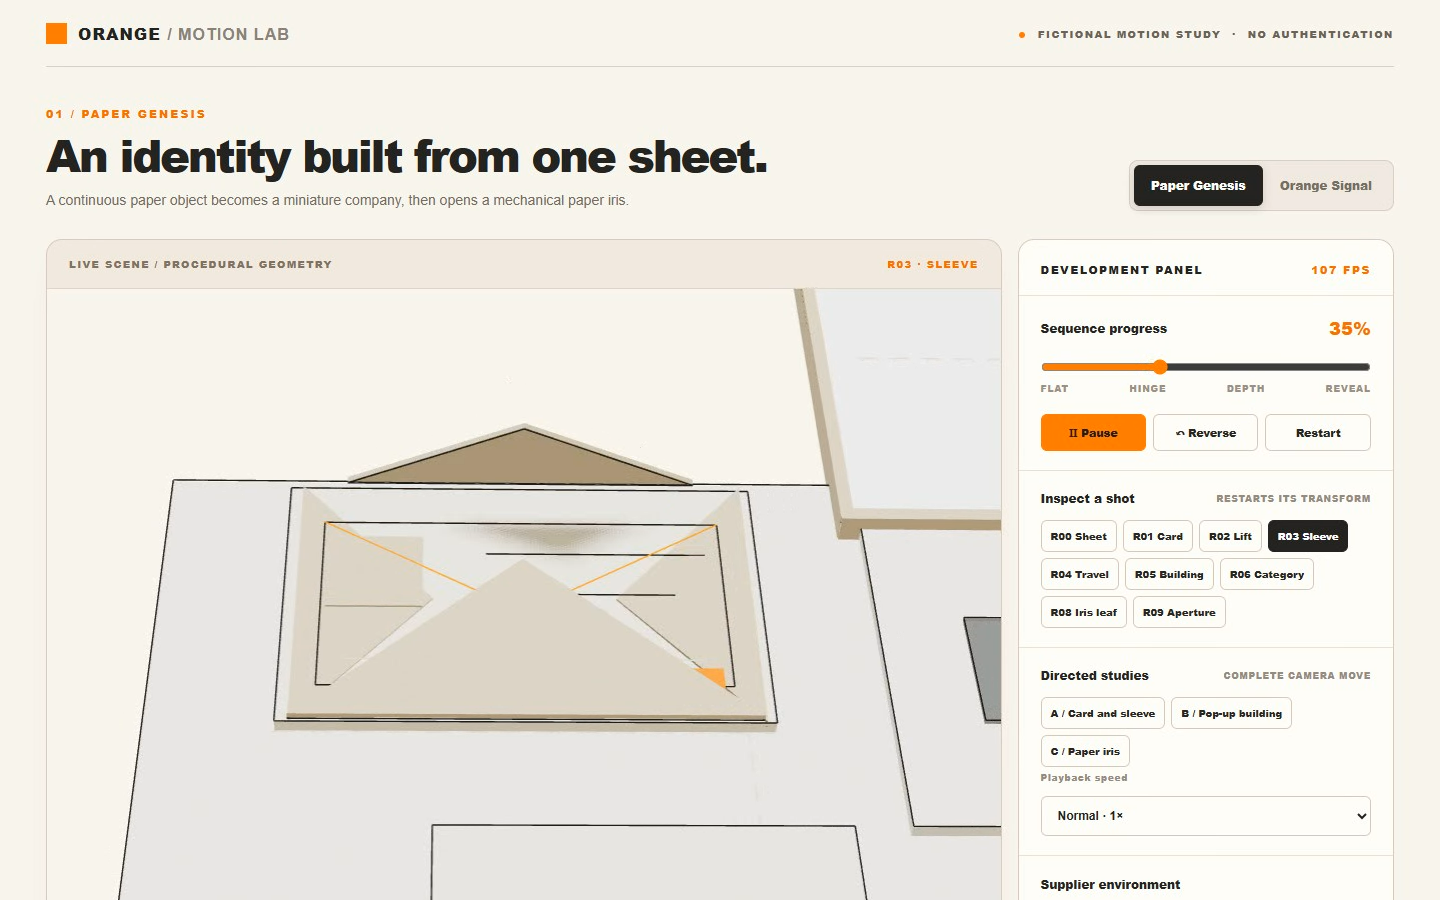 ORANGE / MOTION LAB
FICTIONAL MOTION STUDY · NO AUTHENTICATION
01 / PAPER GENESIS
An identity built from one sheet.
A continuous paper object becomes a miniature company, then opens a mechanical paper iris.
Paper Genesis
Orange Signal
LIVE SCENE / PROCEDURAL GEOMETRY
R03 · SLEEVE
DEVELOPMENT PANEL
107 FPS
Sequence progress
35%
FLAT
HINGE
DEPTH
REVEAL
Pause
Reverse
Restart
Inspect a shot
RESTARTS ITS TRANSFORM
R00 Sheet
R01 Card
R02 Lift
R03 Sleeve
R04 Travel
R05 Building
R06 Category
R08 Iris leaf
R09 Aperture
Directed studies
COMPLETE CAMERA MOVE
A / Card and sleeve
B / Pop-up building
C / Paper iris
Playback speed
Normal · 1×
Supplier environment